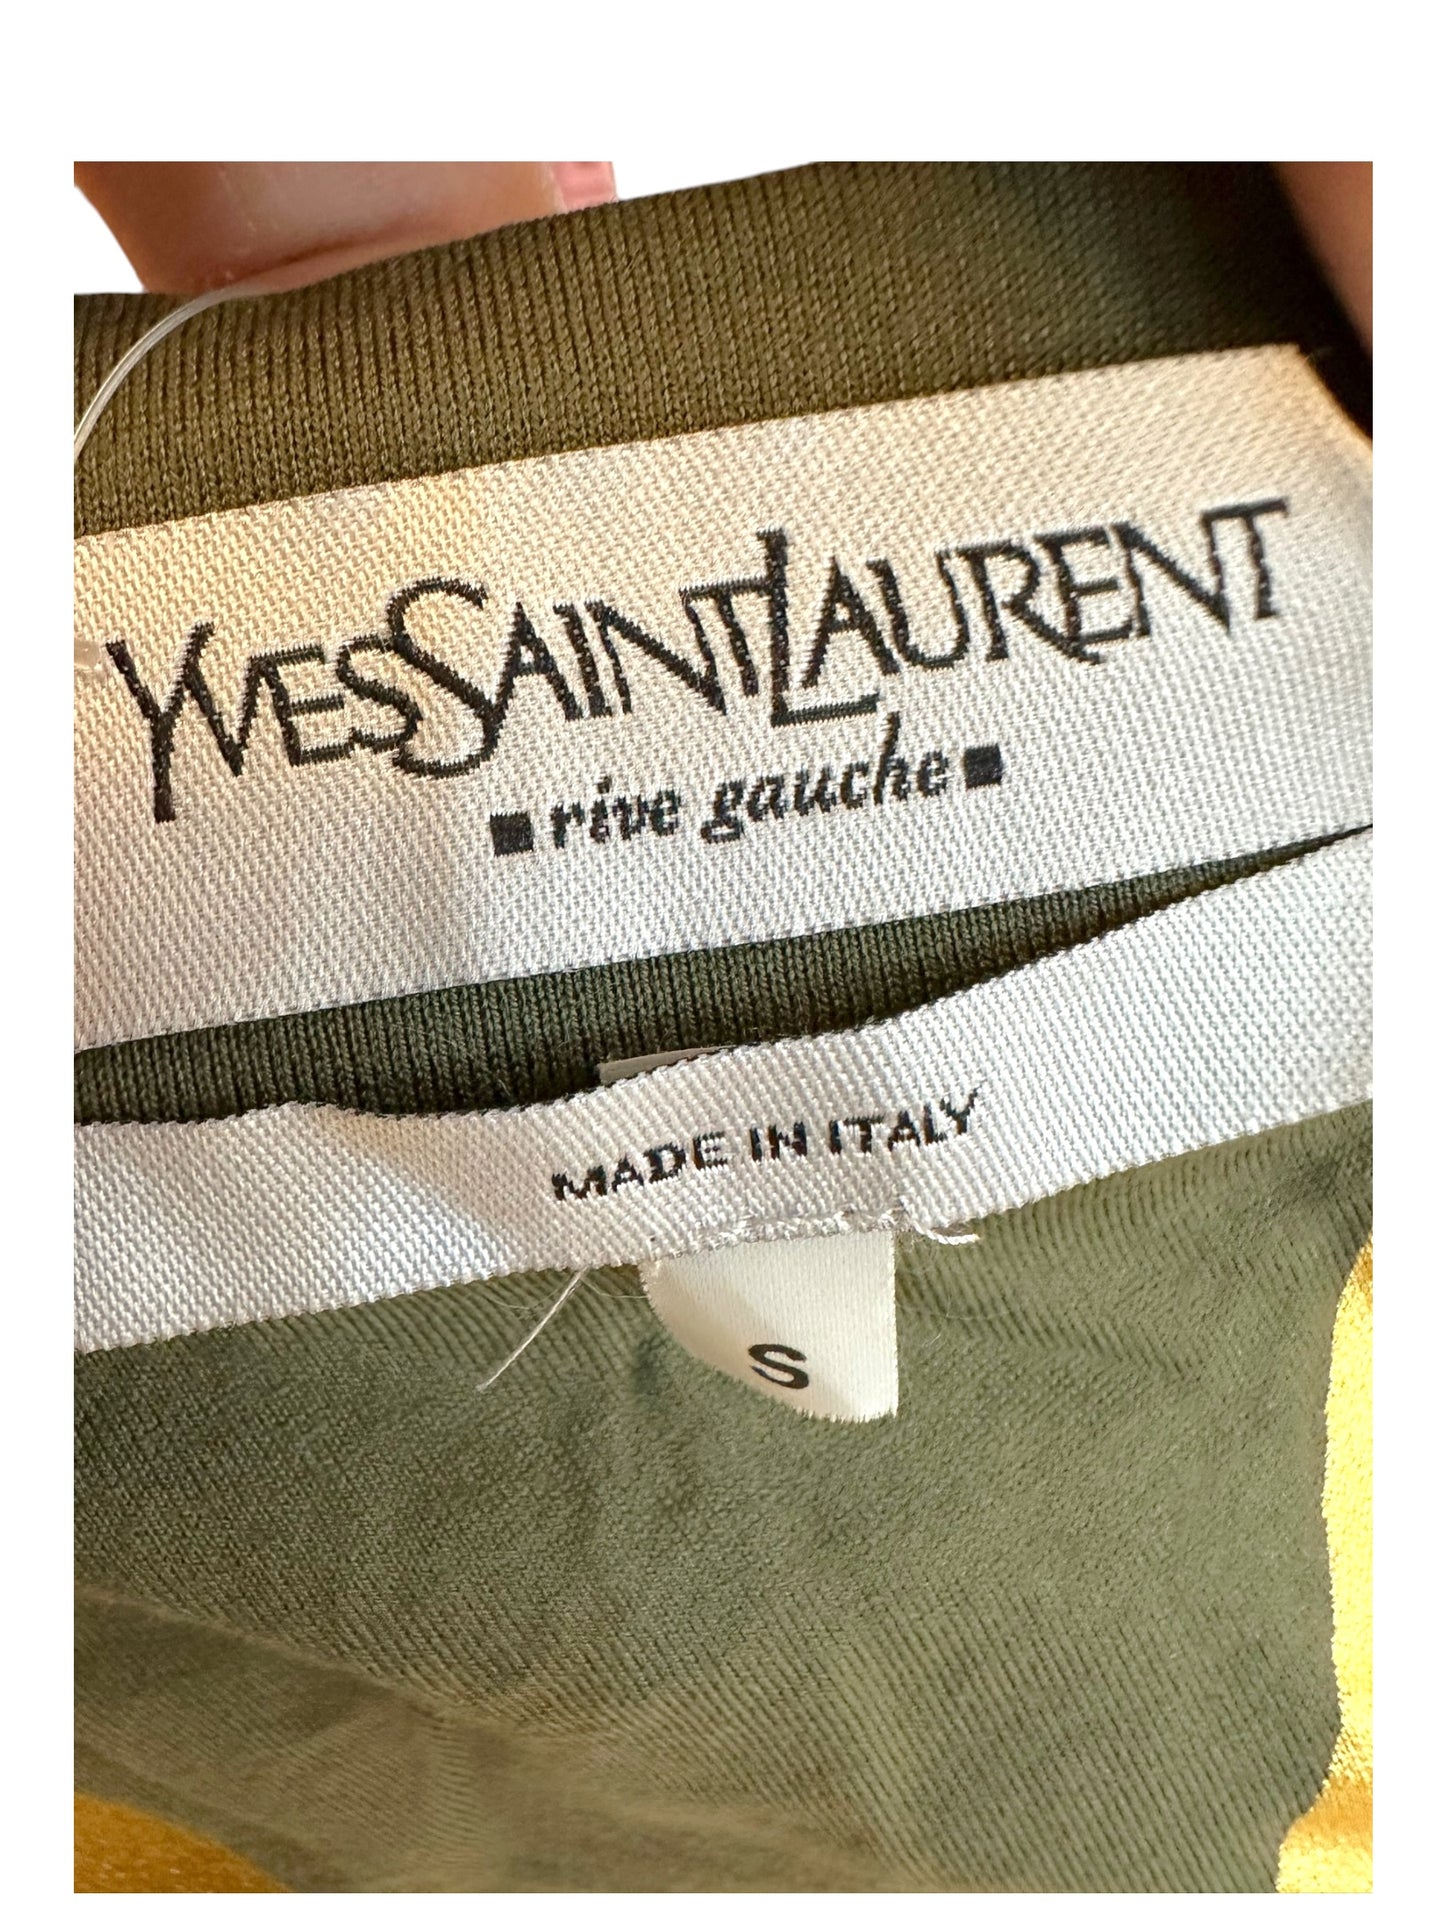 YVESSAINTLAURENT
rive gauche
MADE IN ITALY
S